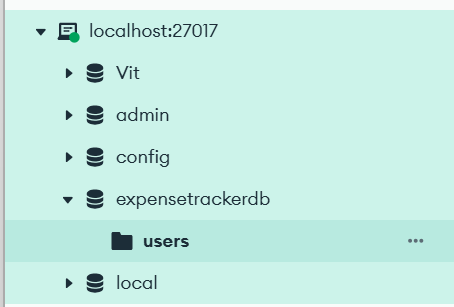 localhost:27017
Vit
admin
config
expensetrackerdb
users
local